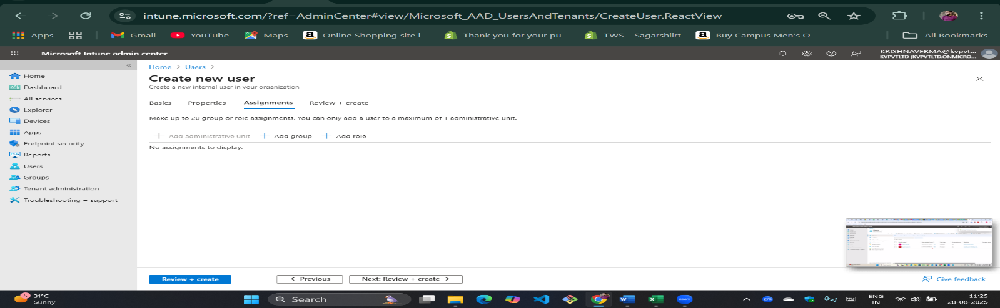 intune.microsoft.com/?ref=AdminCenter#view/Microsoft_AAD_UsersAndTenants/CreateUser.ReactView
Apps Gmail YouTube Maps Online Shopping site i... Thank you for your pu... TWS – Sagarshiirt Buy Campus Men's O... All Bookmarks
Microsoft Intune admin center
KRISHNAVERMA@kvpvt...
KVPVTLTD (KVPVTLTD.ONMICRO...
Home > Users >
Create new user ...
Create a new internal user in your organization
Basics Properties Assignments Review + create
Make up to 20 group or role assignments. You can only add a user to a maximum of 1 administrative unit.
Add administrative unit Add group Add role
No assignments to display.
Home
Dashboard
All services
Explorer
Devices
Apps
Endpoint security
Reports
Users
Groups
Tenant administration
Troubleshooting + support
Review + create < Previous Next: Review + create > Give feedback
31°C
Sunny
Search
zoom
zm
ENG
IN
11:25
28-08-2025